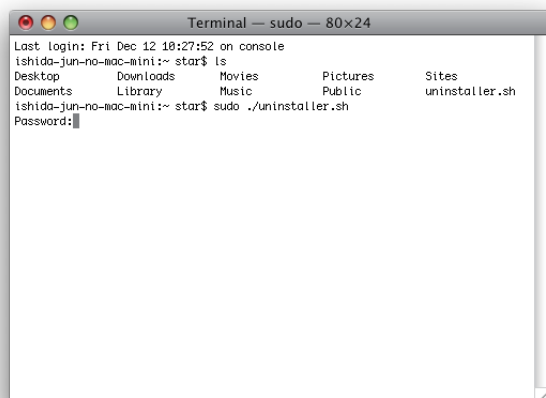 Terminal — sudo — 80×24
Last login: Fri Dec 12 10:27:52 on console
ishida-jun-no-mac-mini:~ star$ ls
Desktop Downloads Movies Pictures Sites
Documents Library Music Public uninstaller.sh
ishida-jun-no-mac-mini:~ star$ sudo ./uninstaller.sh
Password: